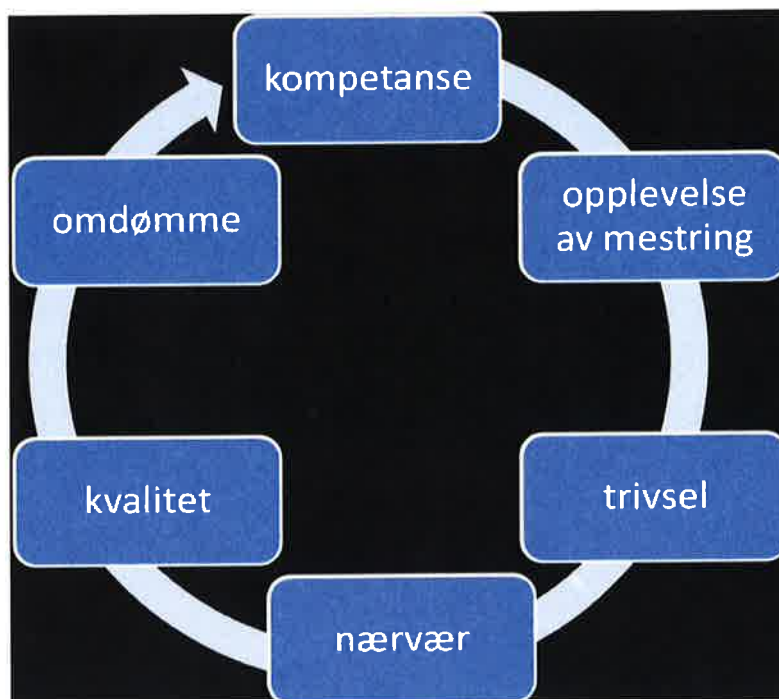 kompetanse
opplevelse
av mestring
trivsel
nærvær
kvalitet
omdømme